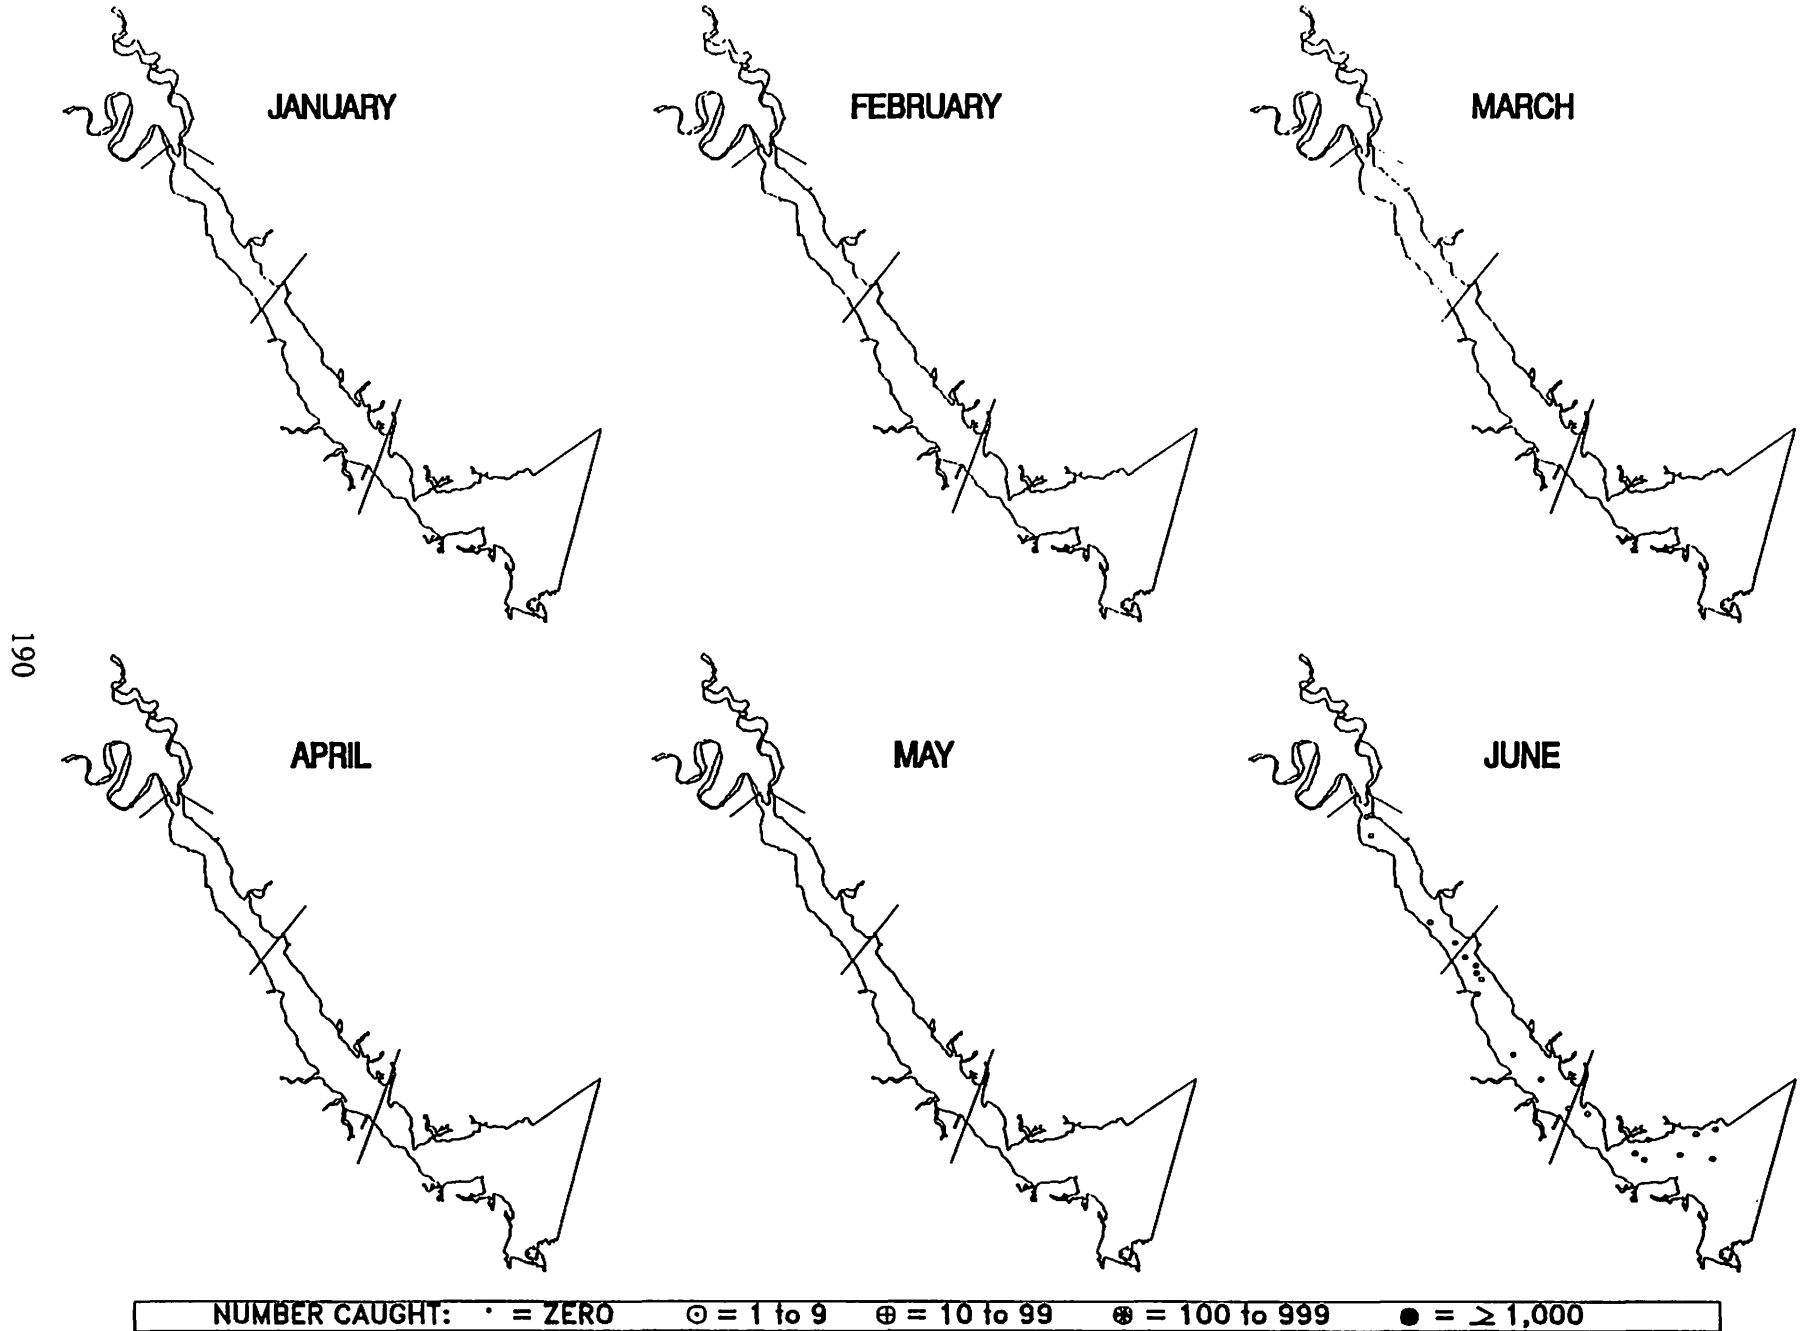 JANUARY
FEBRUARY
MARCH
190
APRIL
MAY
JUNE
NUMBER CAUGHT: · = ZERO ⊙ = 1 to 9 ⊕ = 10 to 99 ⊛ = 100 to 999 ● = ≥ 1,000